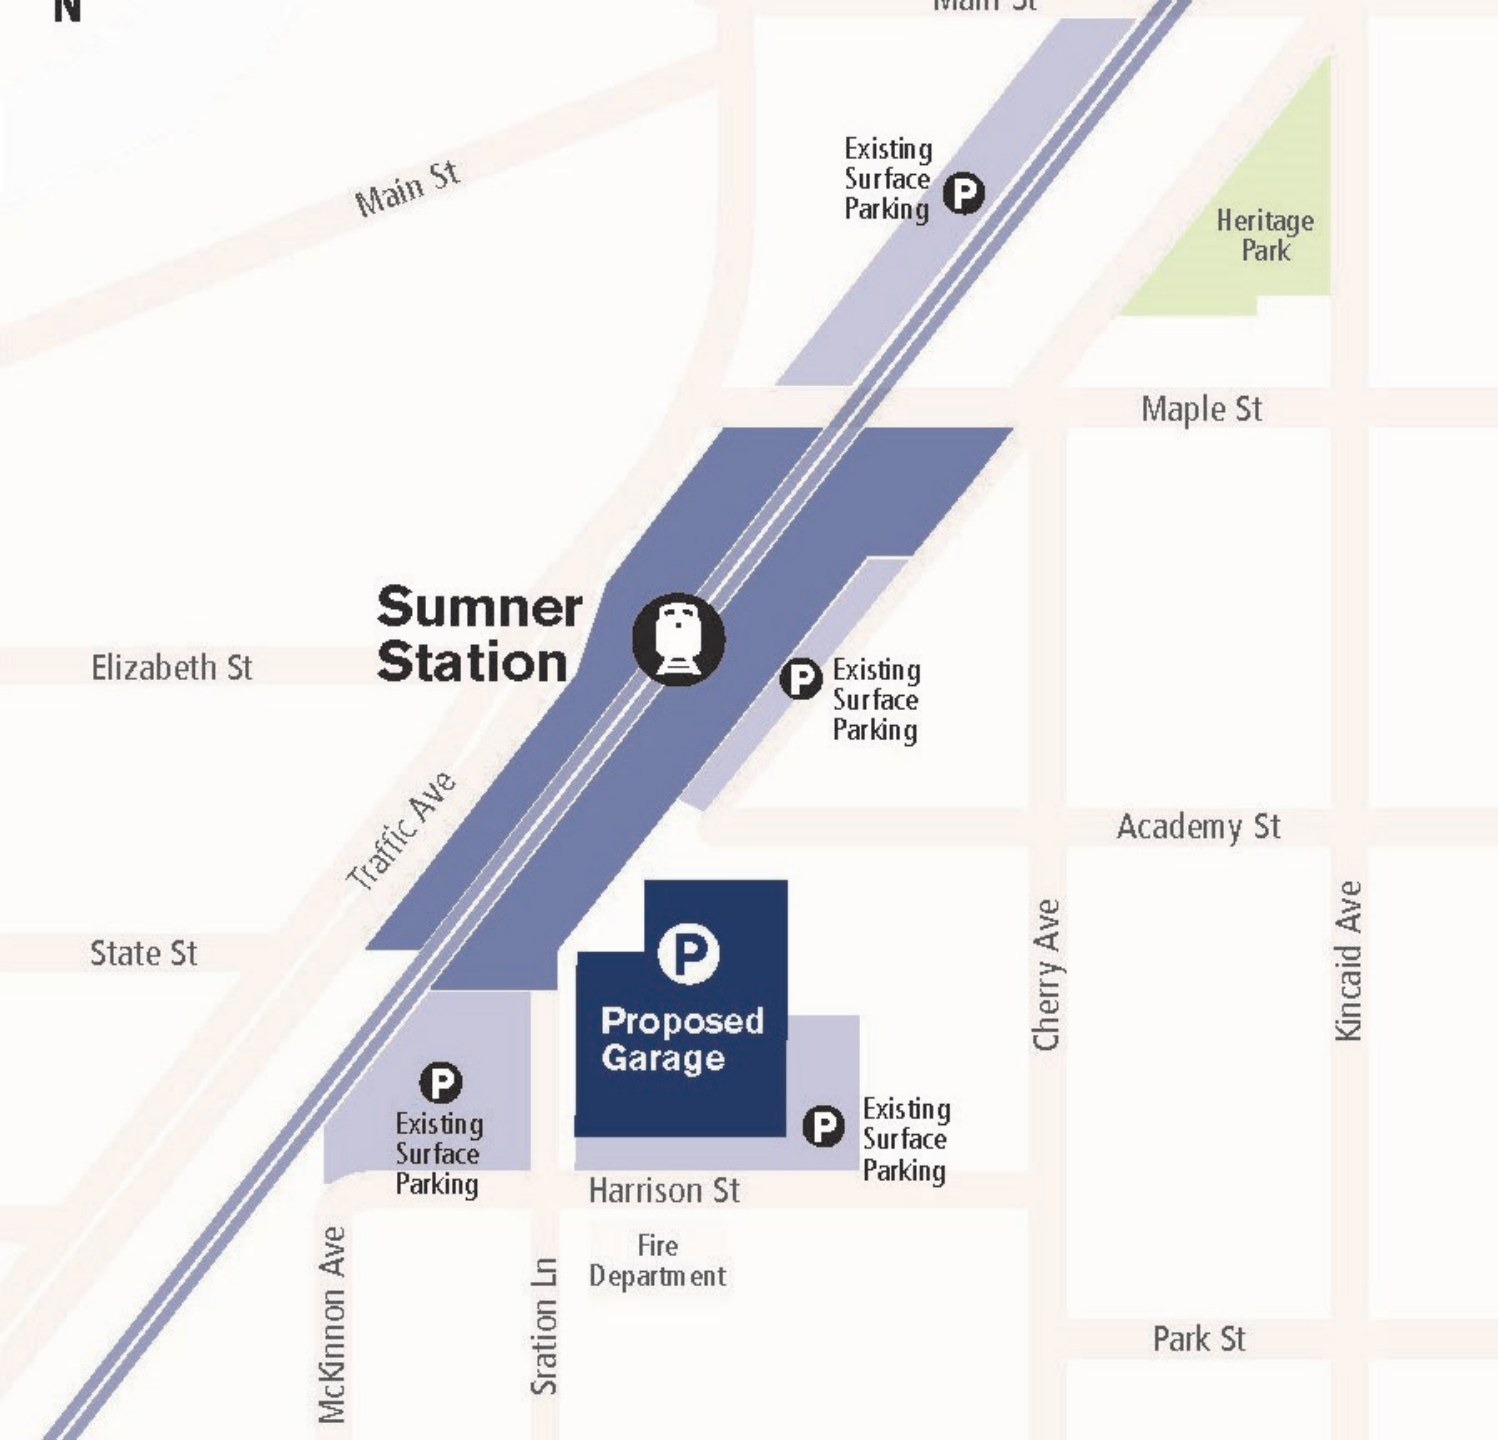 N
Main St
Main St
Existing
Surface
Parking
P
Heritage
Park
Maple St
Sumner
Station
Elizabeth St
P
Existing
Surface
Parking
Traffic Ave
Academy St
State St
P
Proposed
Garage
Cherry Ave
Kincaid Ave
P
Existing
Surface
Parking
P
Existing
Surface
Parking
Harrison St
Fire
Department
McKinnon Ave
Sration Ln
Park St